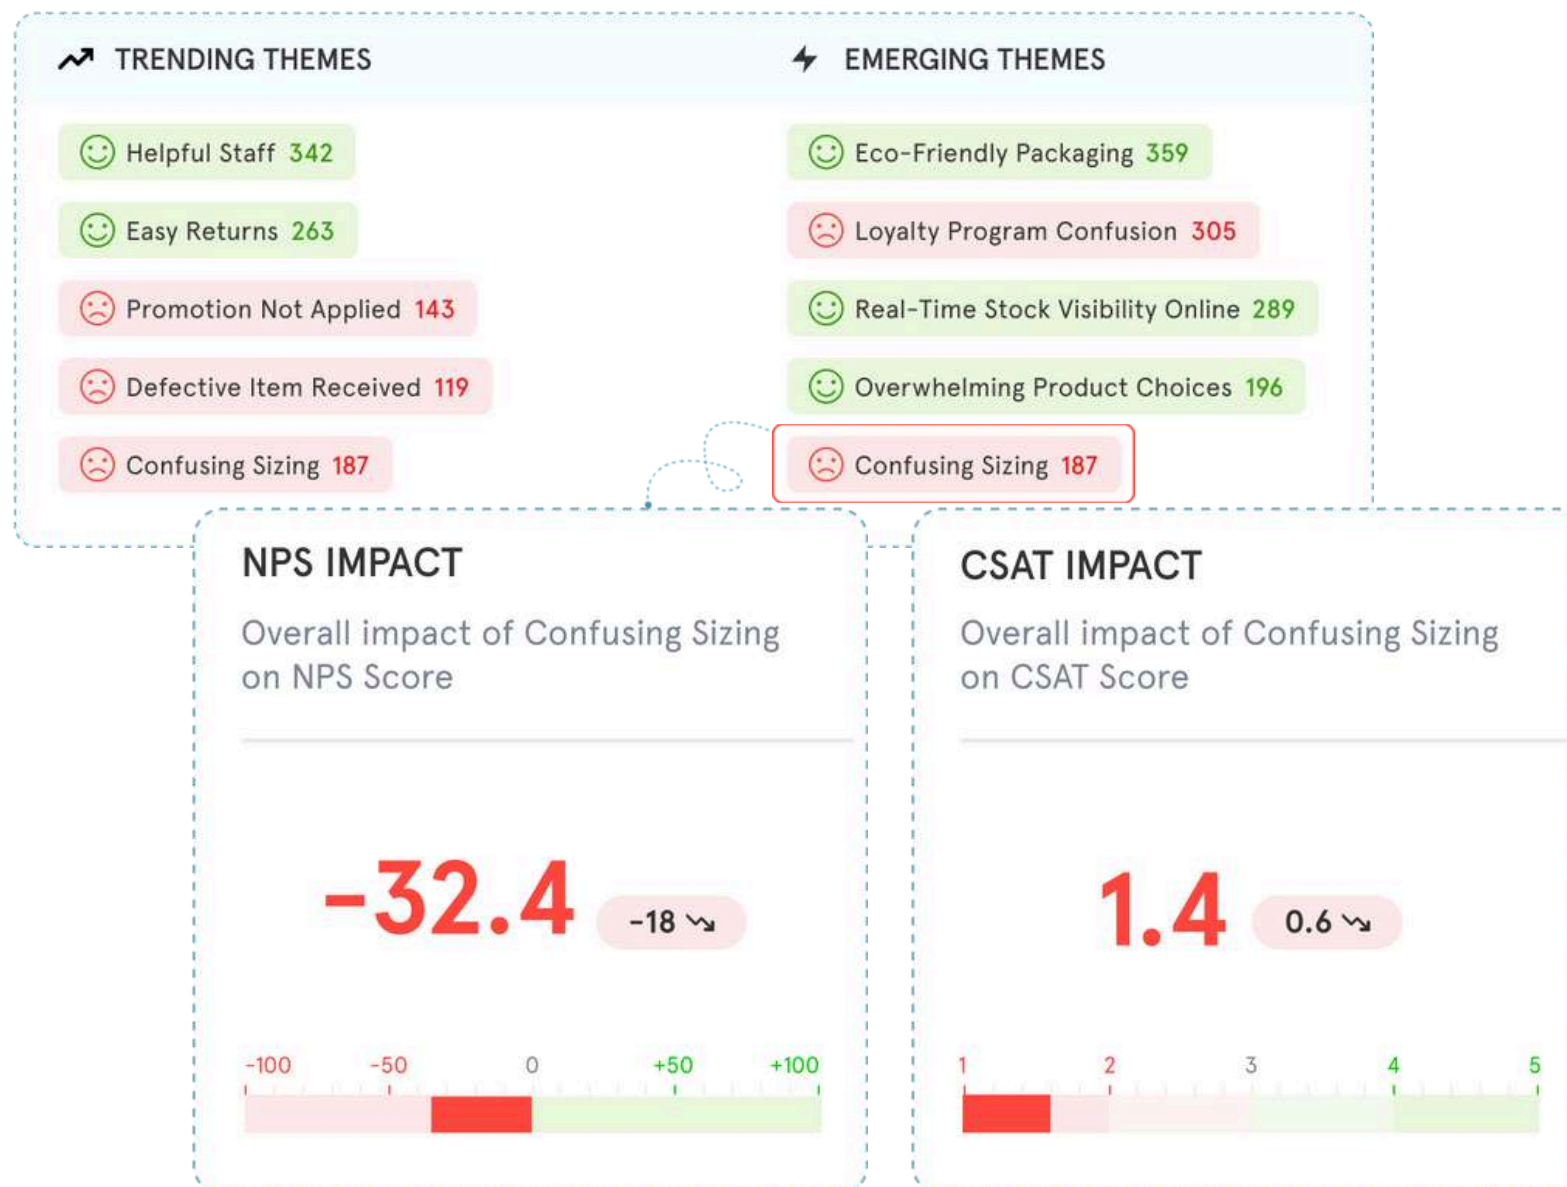 TRENDING THEMES
Helpful Staff 342
Easy Returns 263
Promotion Not Applied 143
Defective Item Received 119
Confusing Sizing 187
EMERGING THEMES
Eco-Friendly Packaging 359
Loyalty Program Confusion 305
Real-Time Stock Visibility Online 289
Overwhelming Product Choices 196
Confusing Sizing 187
NPS IMPACT
Overall impact of Confusing Sizing
on NPS Score
-32.4 -18
-100 -50 0 +50 +100
CSAT IMPACT
Overall impact of Confusing Sizing
on CSAT Score
1.4 0.6
1 2 3 4 5